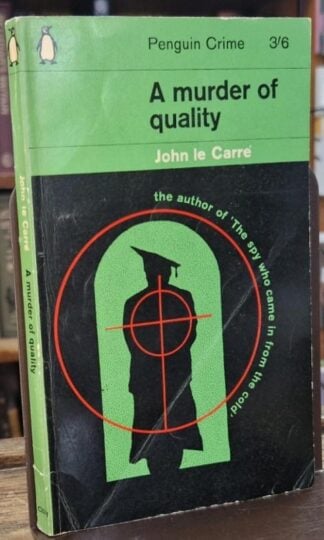 Penguin Crime 3/6
A murder of
quality
John le Carré
the author of 'The spy who came in from the cold'
John le Carré A murder of quality